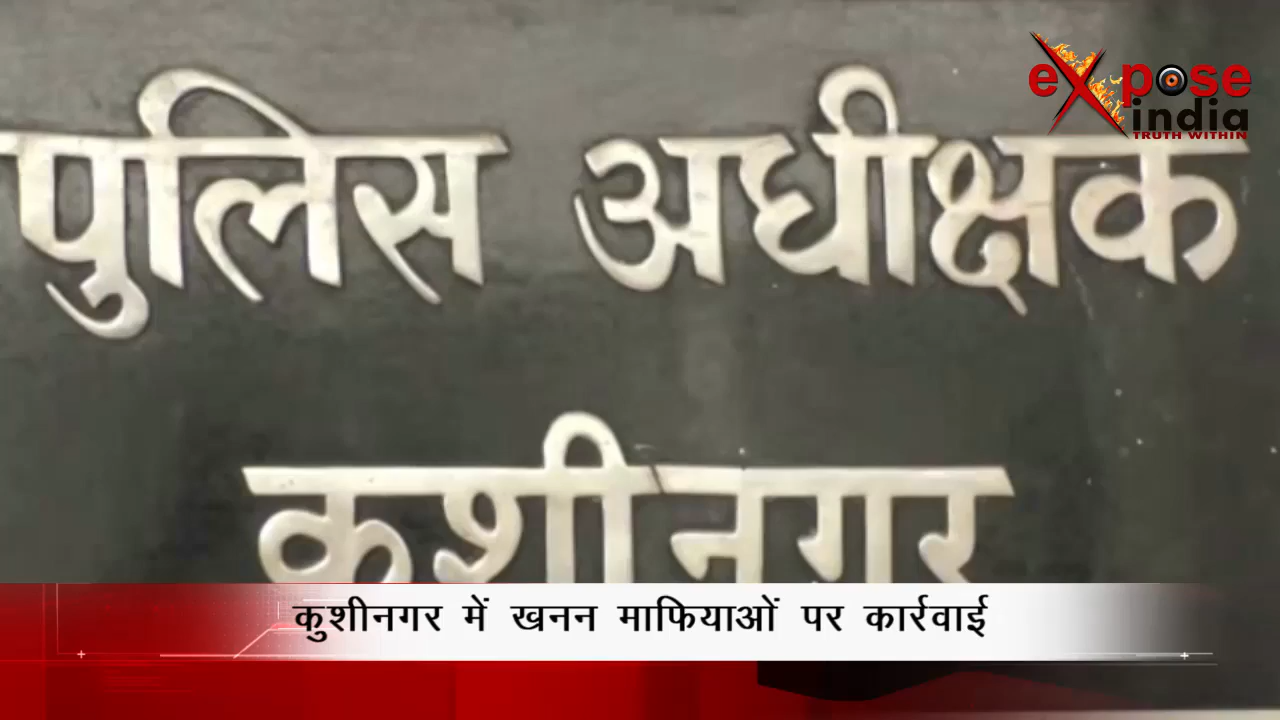 expose
india
TRUTH WITHIN
पुलिस अधीक्षक
कुशीनगर
कुशीनगर में खनन माफियाओं पर कार्रवाई